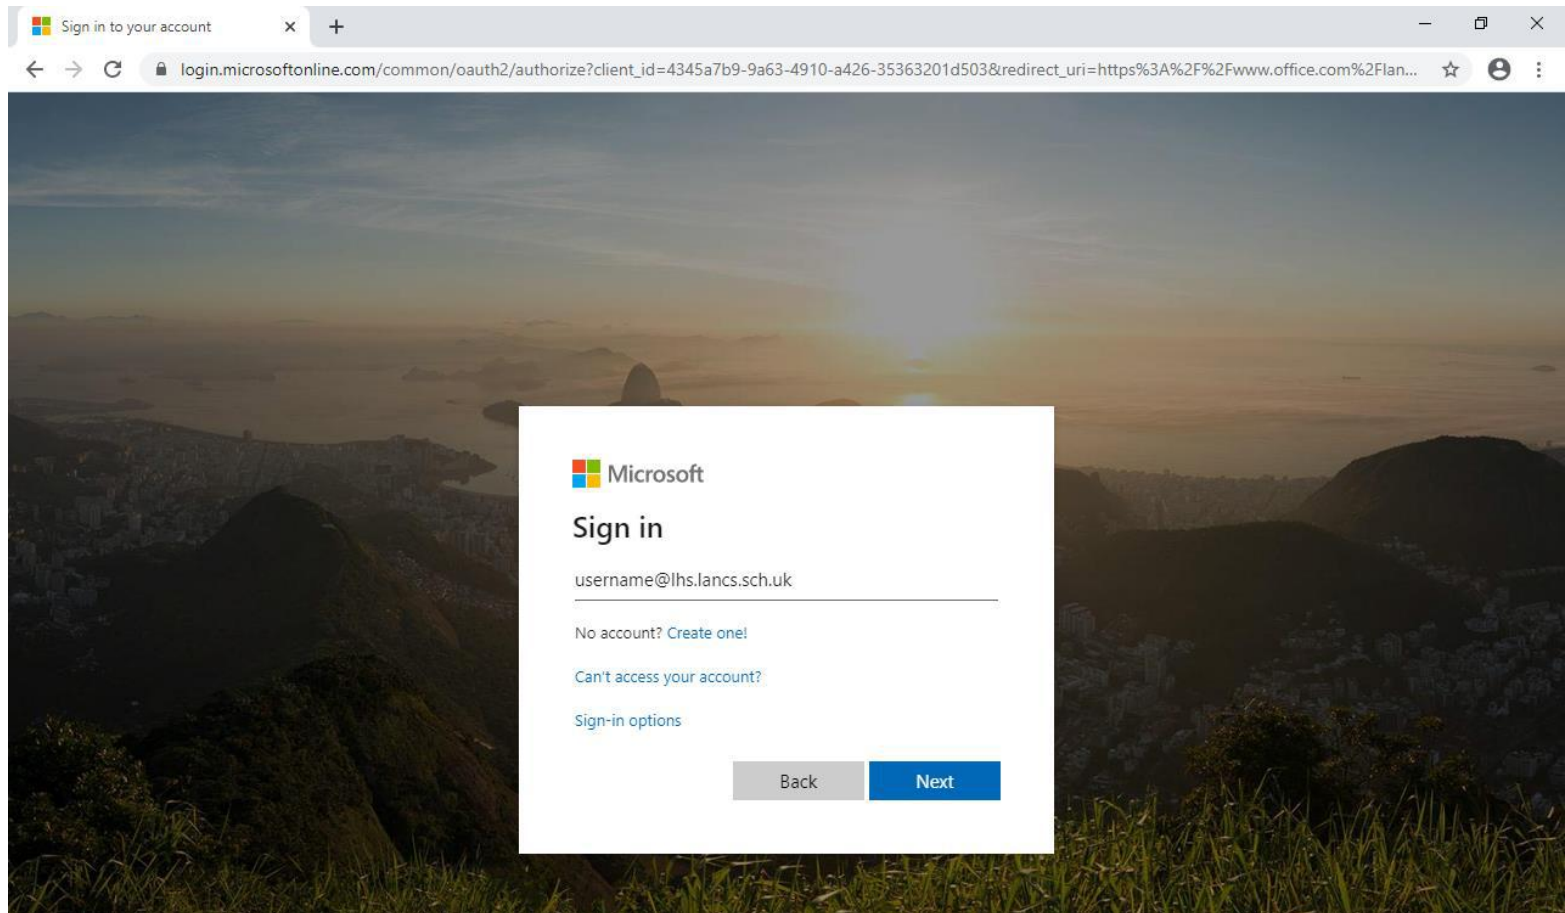 Sign in to your account
login.microsoftonline.com/common/oauth2/authorize?client_id=4345a7b9-9a63-4910-a426-35363201d503&redirect_uri=https%3A%2F%2Fwww.office.com%2Flan...
Microsoft
Sign in
username@lhs.lancs.sch.uk
No account? Create one!
Can't access your account?
Sign-in options
Back Next